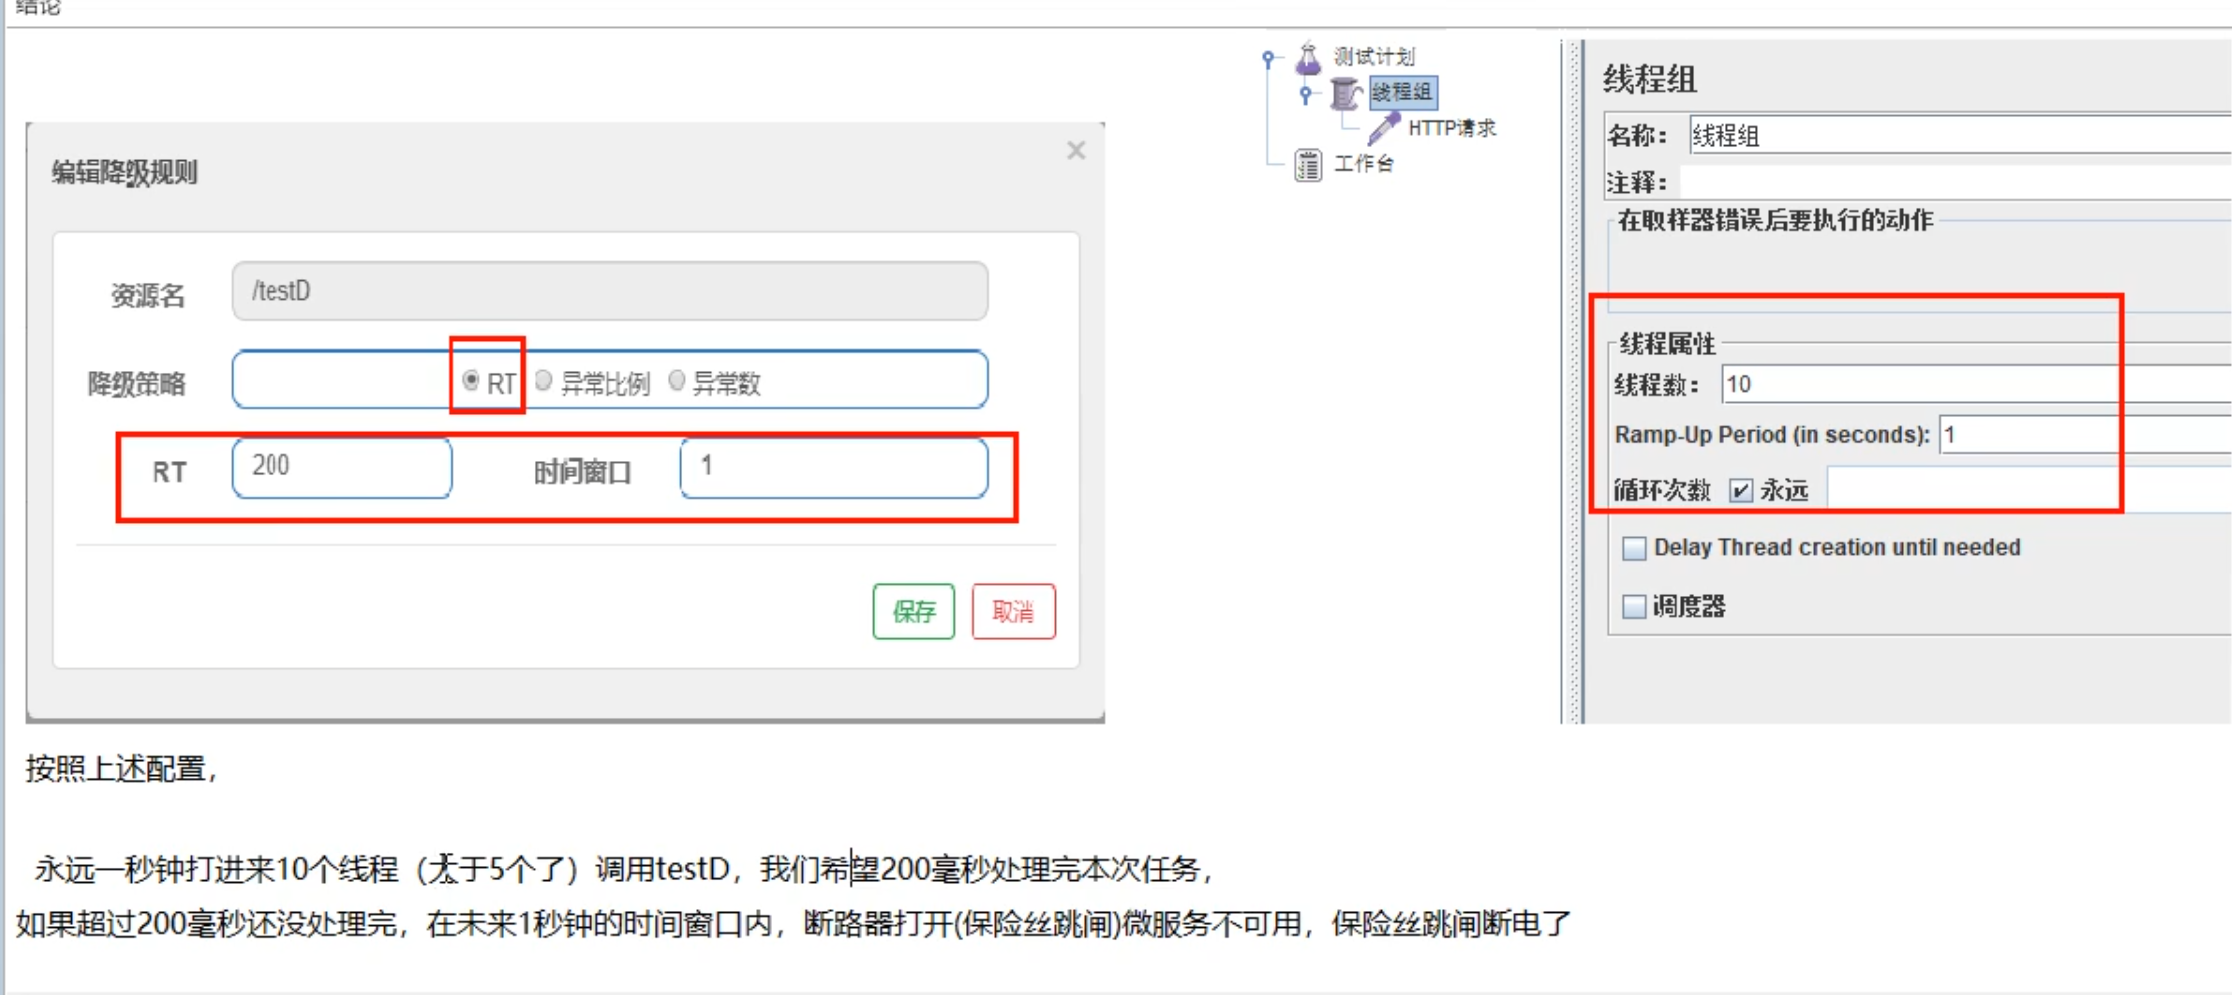 结论
编辑降级规则
×
资源名 /testD
降级策略 RT 异常比例 异常数
RT 200 时间窗口 1
保存 取消
测试计划
线程组
HTTP请求
工作台
线程组
名称： 线程组
注释：
在取样器错误后要执行的动作
线程属性
线程数： 10
Ramp-Up Period (in seconds): 1
循环次数 永远
Delay Thread creation until needed
调度器
按照上述配置，
永远一秒钟打进来10个线程（大于5个了）调用testD，我们希望200毫秒处理完本次任务，
如果超过200毫秒还没处理完，在未来1秒钟的时间窗口内，断路器打开(保险丝跳闸)微服务不可用，保险丝跳闸断电了